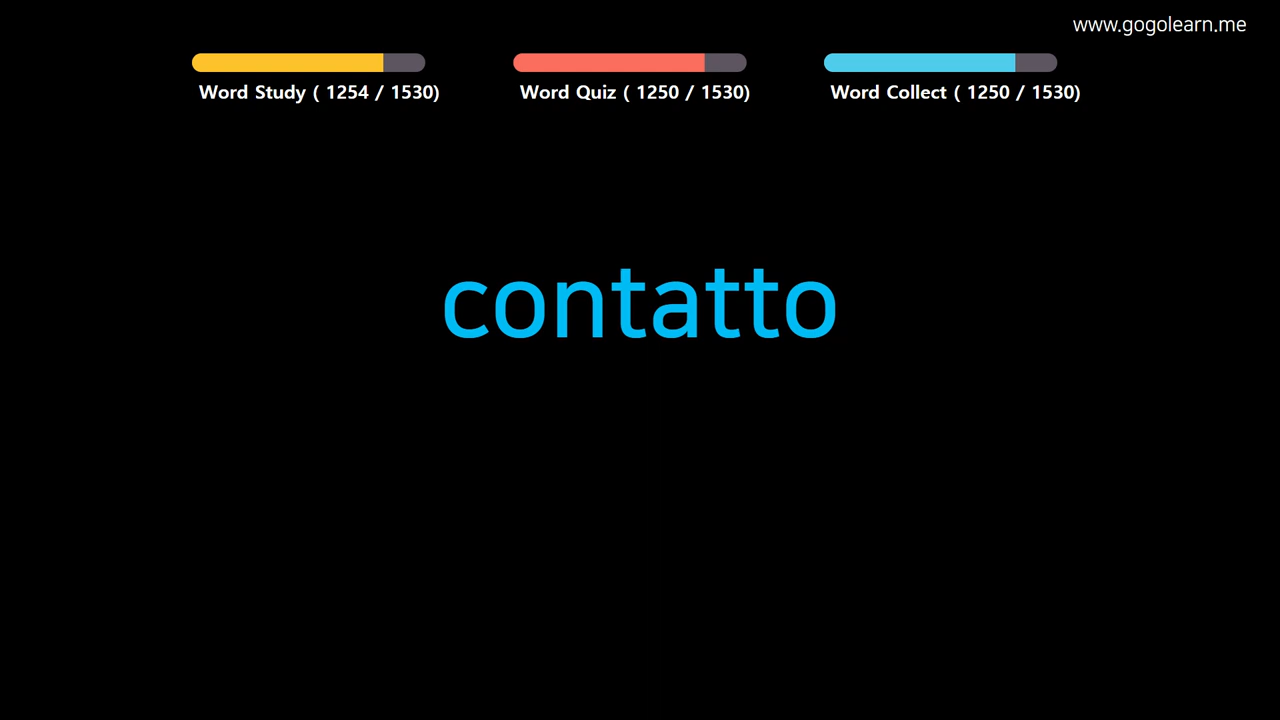 www.gogolearn.me
Word Study ( 1254 / 1530)
Word Quiz ( 1250 / 1530)
Word Collect ( 1250 / 1530)
contatto